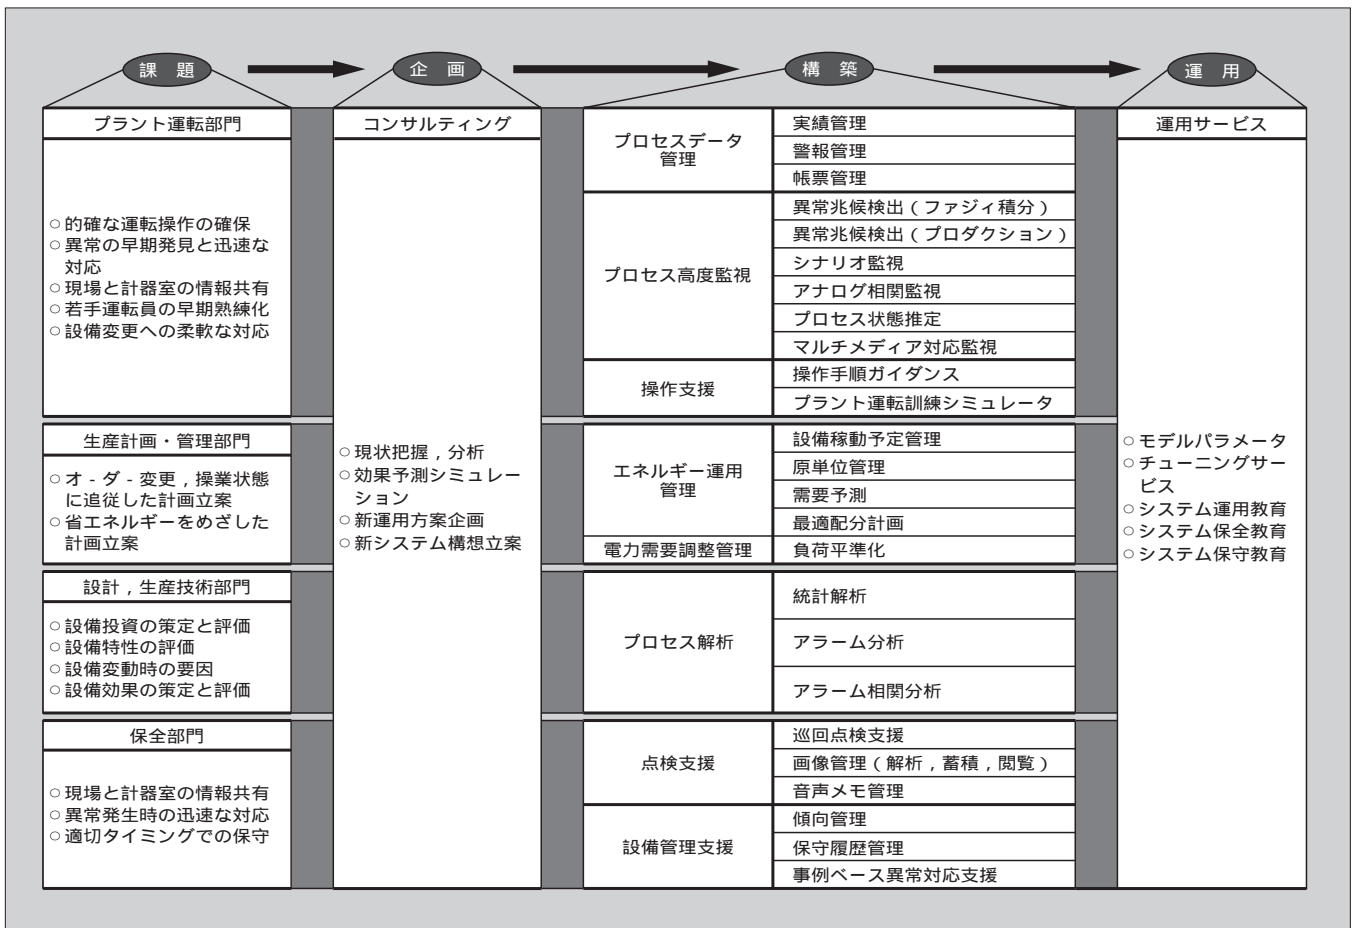 課 題
企 画
構 築
運 用
プラント運転部門
○的確な運転操作の確保
○異常の早期発見と迅速な
対応
○現場と計器室の情報共有
○若手運転員の早期熟練化
○設備変更への柔軟な対応
生産計画・管理部門
○オ‐ダ‐変更，操業状態
に追従した計画立案
○省エネルギーをめざした
計画立案
設計，生産技術部門
○設備投資の策定と評価
○設備特性の評価
○設備変動時の要因
○設備効果の策定と評価
保全部門
○現場と計器室の情報共有
○異常発生時の迅速な対応
○適切タイミングでの保守
コンサルティング
○現状把握，分析
○効果予測シミュレー
ション
○新運用方案企画
○新システム構想立案
プロセスデータ
管理
実績管理
警報管理
帳票管理
プロセス高度監視
異常兆候検出（ファジィ積分）
異常兆候検出（プロダクション）
シナリオ監視
アナログ相関監視
プロセス状態推定
マルチメディア対応監視
操作支援
操作手順ガイダンス
プラント運転訓練シミュレータ
エネルギー運用
管理
設備稼動予定管理
原単位管理
需要予測
最適配分計画
電力需要調整管理
負荷平準化
プロセス解析
統計解析
アラーム分析
アラーム相関分析
点検支援
巡回点検支援
画像管理（解析，蓄積，閲覧）
音声メモ管理
設備管理支援
傾向管理
保守履歴管理
事例ベース異常対応支援
運用サービス
○モデルパラメータ
○チューニングサー
ビス
○システム運用教育
○システム保全教育
○システム保守教育